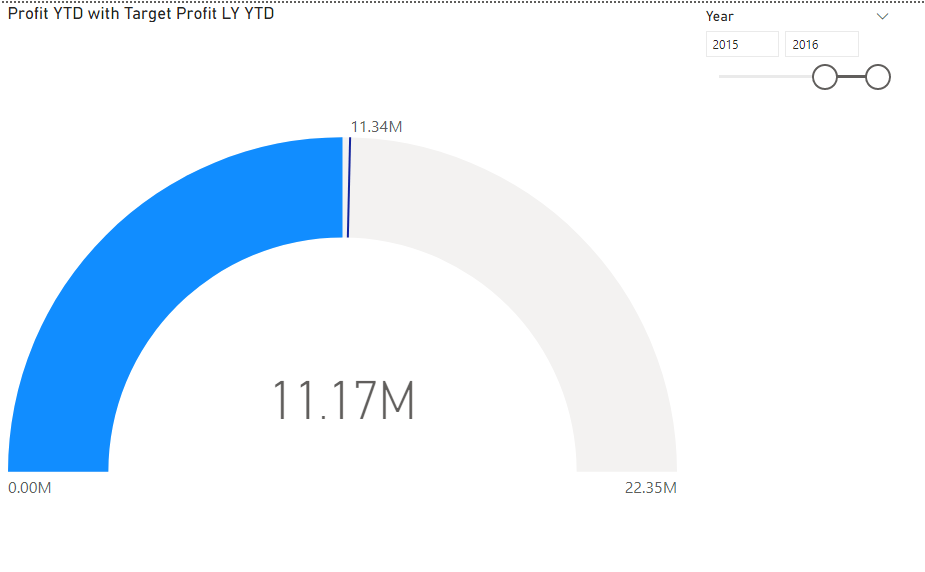 Profit YTD with Target Profit LY YTD
Year
2015 2016
11.34M
11.17M
0.00M 22.35M